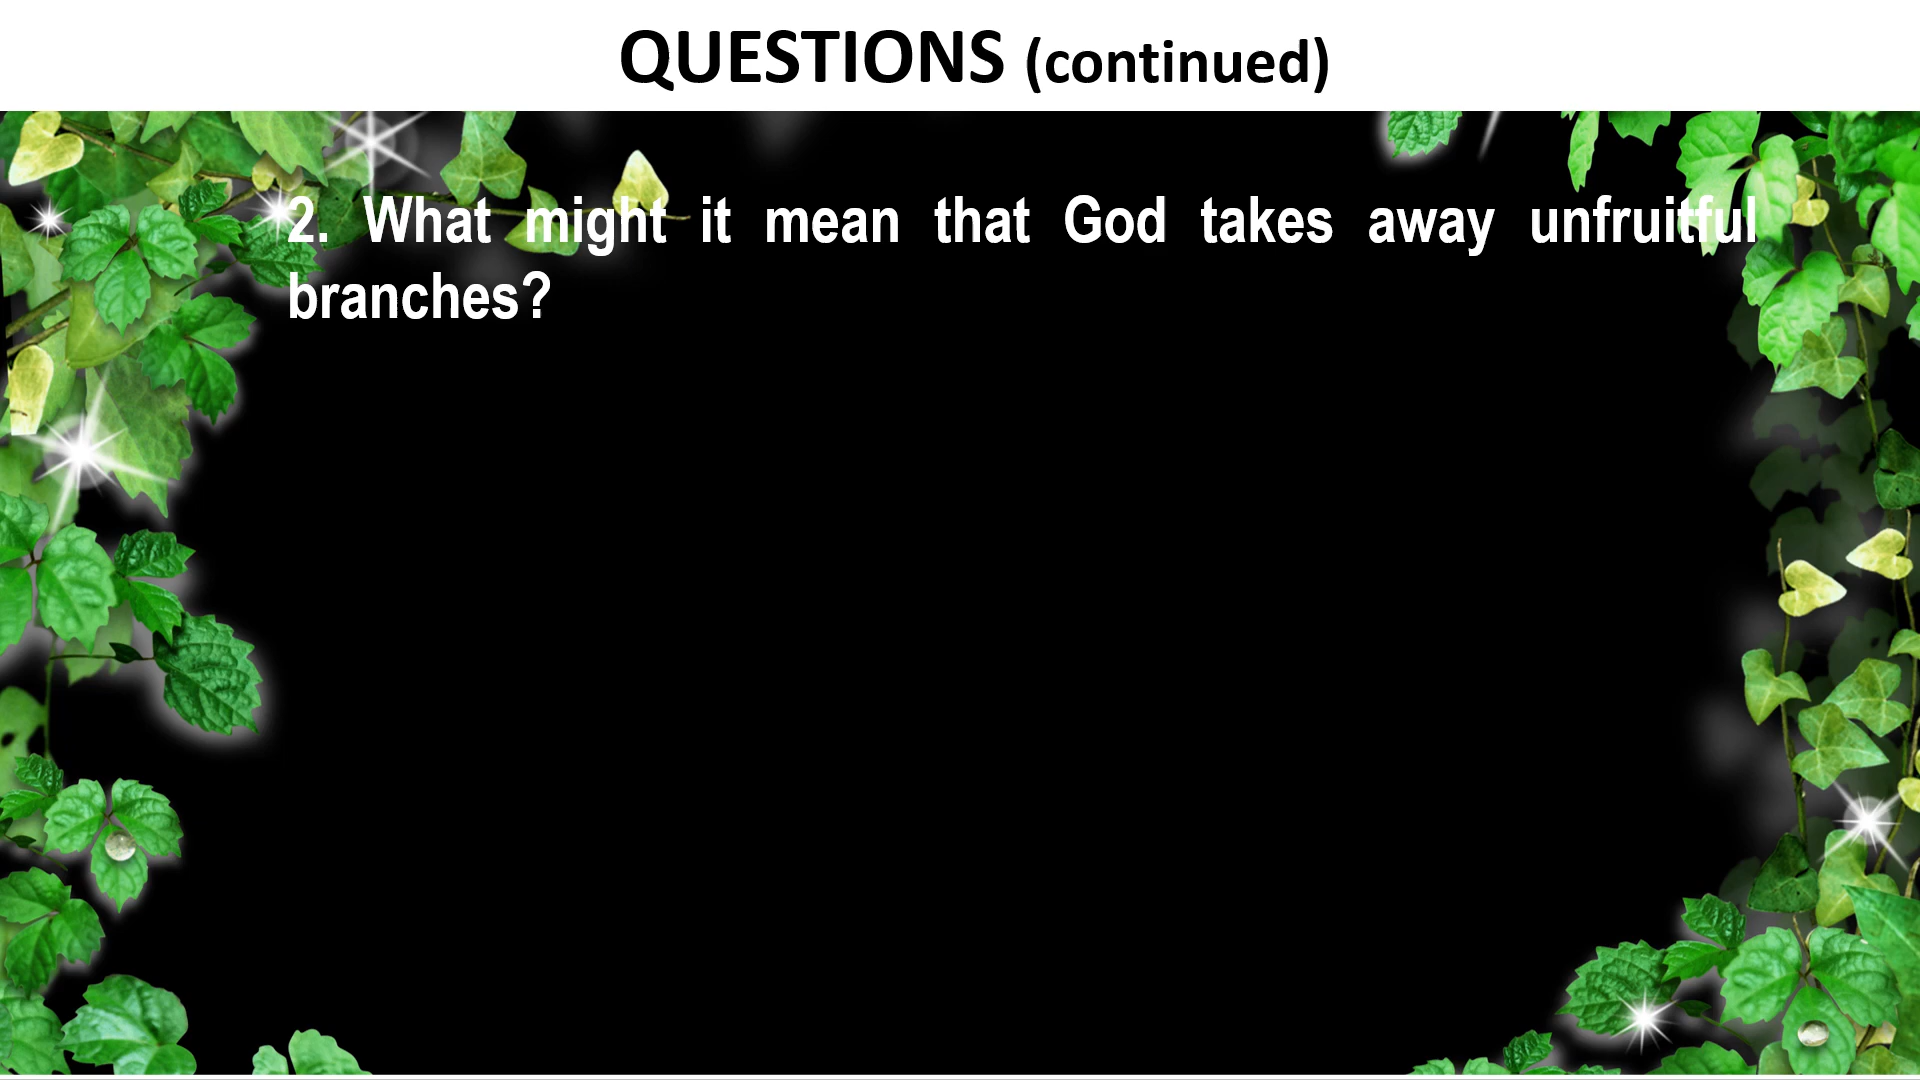 QUESTIONS (continued)
2. What might it mean that God takes away unfruitful
branches?